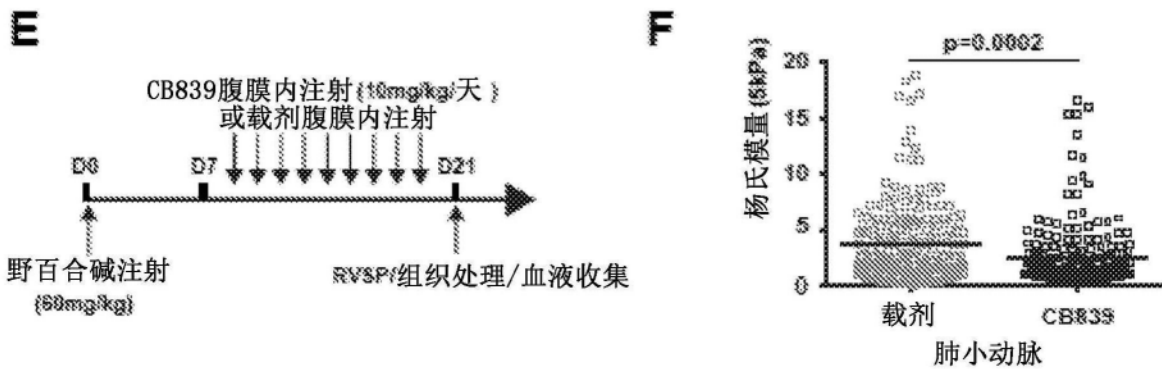 E
CB839腹膜内注射(10mg/kg/天)
或载剂腹膜内注射
D0
D7
D21
野百合碱注射
(60mg/kg)
RVSP/组织处理/血液收集
F
p=0.0002
杨氏模量
20
15
10
5
0
载剂
CB839
肺小动脉